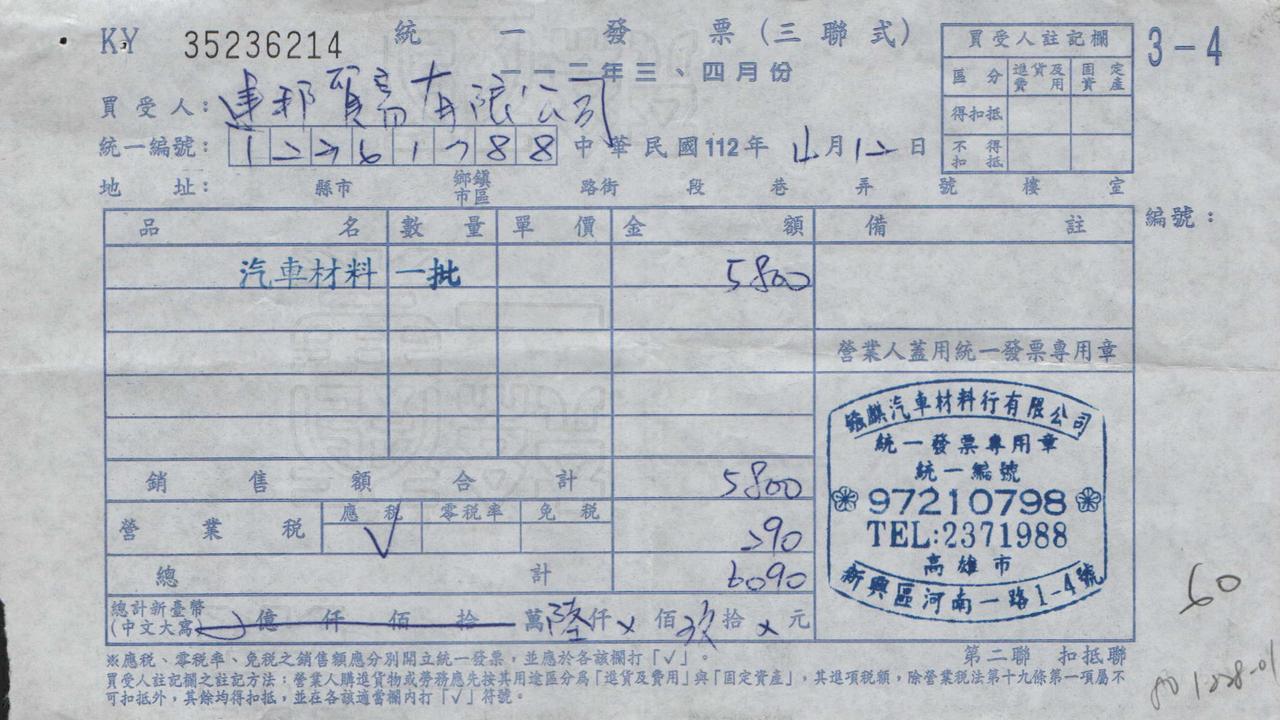 KY 35236214 統一發票(三聯式) 3-4
一一二年三、四月份
買受人註記欄
區分 進貨及費用 固定資產
得扣抵
不得扣抵
買受人: 建邦貿易有限公司
統一編號: 12261788 中華民國112年 4月12日
地址: 縣市 鄉鎮市區 路街 段 巷 弄 號 樓 室
編號:
品名 數量 單價 金額 備註
汽車材料 一批 5800
營業人蓋用統一發票專用章
汽車材料行有限公司
統一發票專用章
統一編號
97210798
TEL:2371988
高雄市
新興區河南一路1-4號
銷售額合計 5800
營業稅 應稅 √ 零稅率 免稅 290
總計 6090
總計新臺幣(中文大寫) 億 仟 佰 拾 萬 陸仟 x 佰 玖拾 x 元
60
※應稅、零稅率、免稅之銷售額應分別開立統一發票,並應於各該欄打「√」。
第二聯 扣抵聯
買受人註記欄之註記方法:營業人購進貨物或勞務應先按其用途區分為「進貨及費用」與「固定資產」,其進項稅額,除營業稅法第十九條第一項屬不
可扣抵外,其餘均得扣抵,並在各該適當欄內打「√」符號。